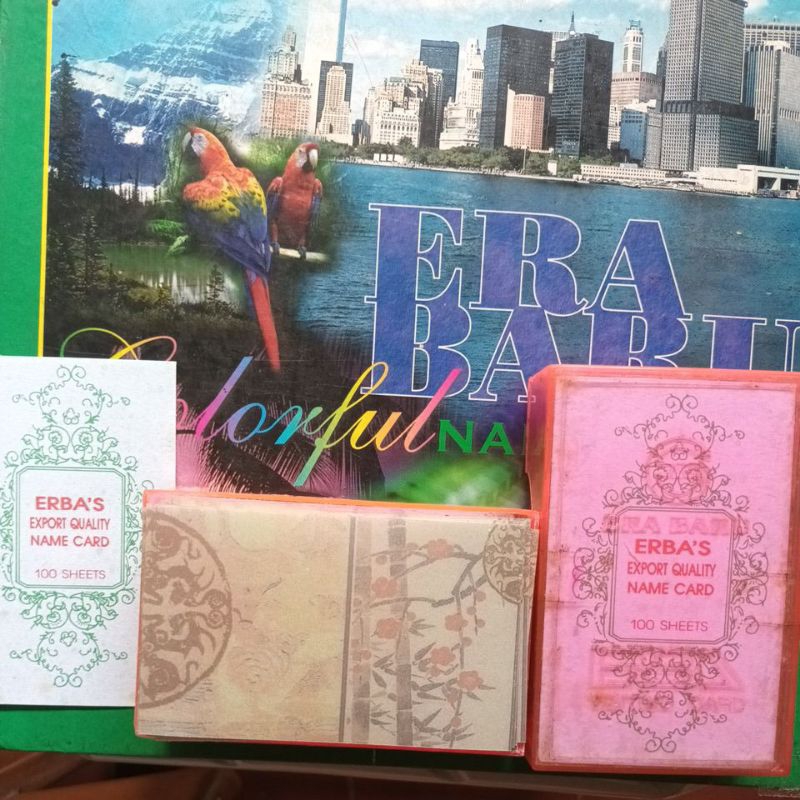 ERA
BARU
Colorful NA
ERBA'S
EXPORT QUALITY
NAME CARD
100 SHEETS
ERA BARU
ERBA'S
EXPORT QUALITY
NAME CARD
100 SHEETS